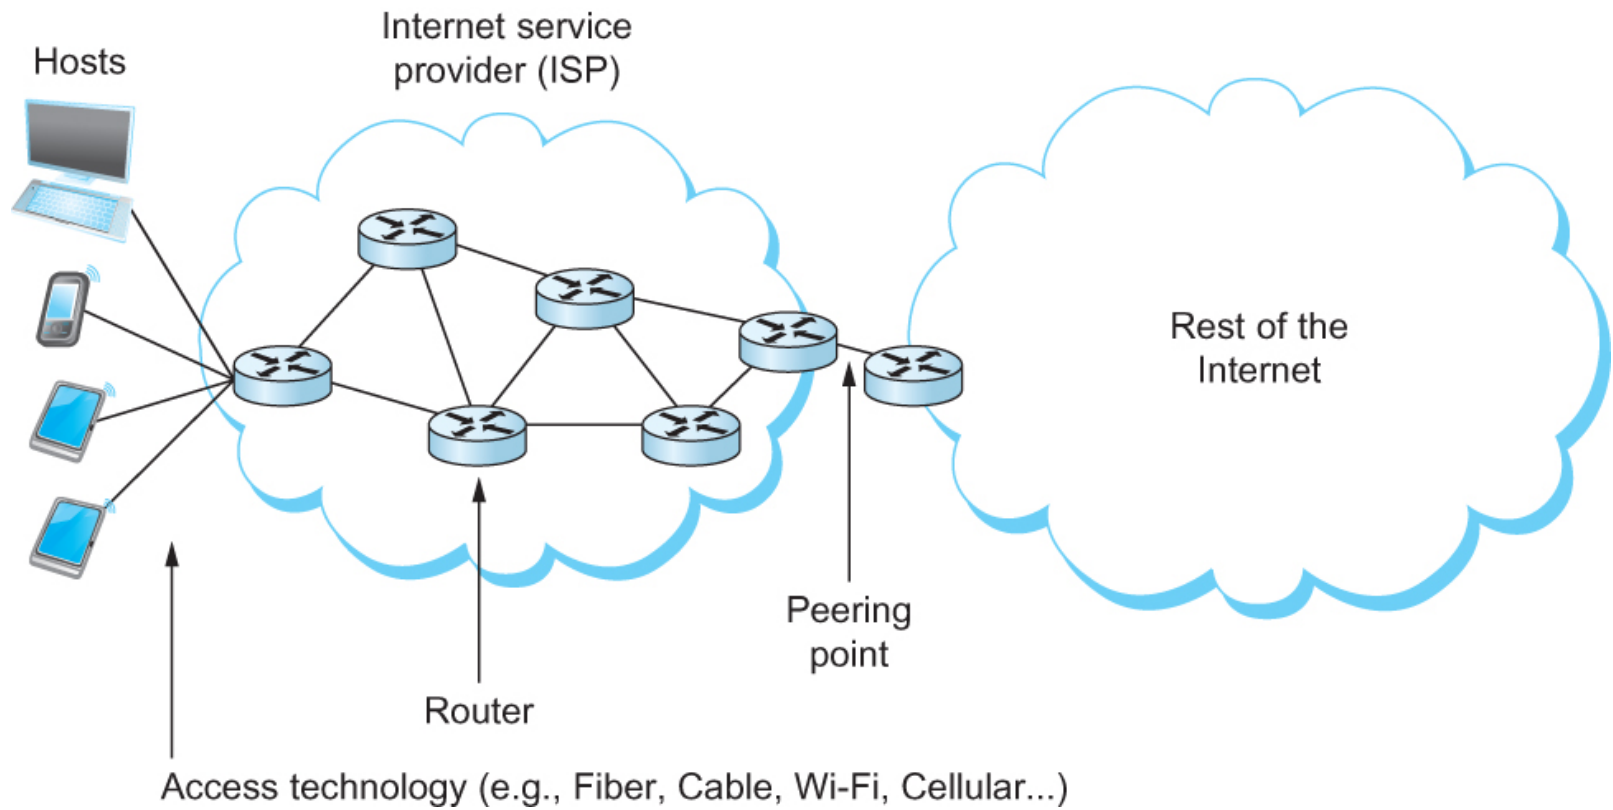 Internet service
provider (ISP)
Hosts
Rest of the
Internet
Peering
point
Router
Access technology (e.g., Fiber, Cable, Wi-Fi, Cellular...)